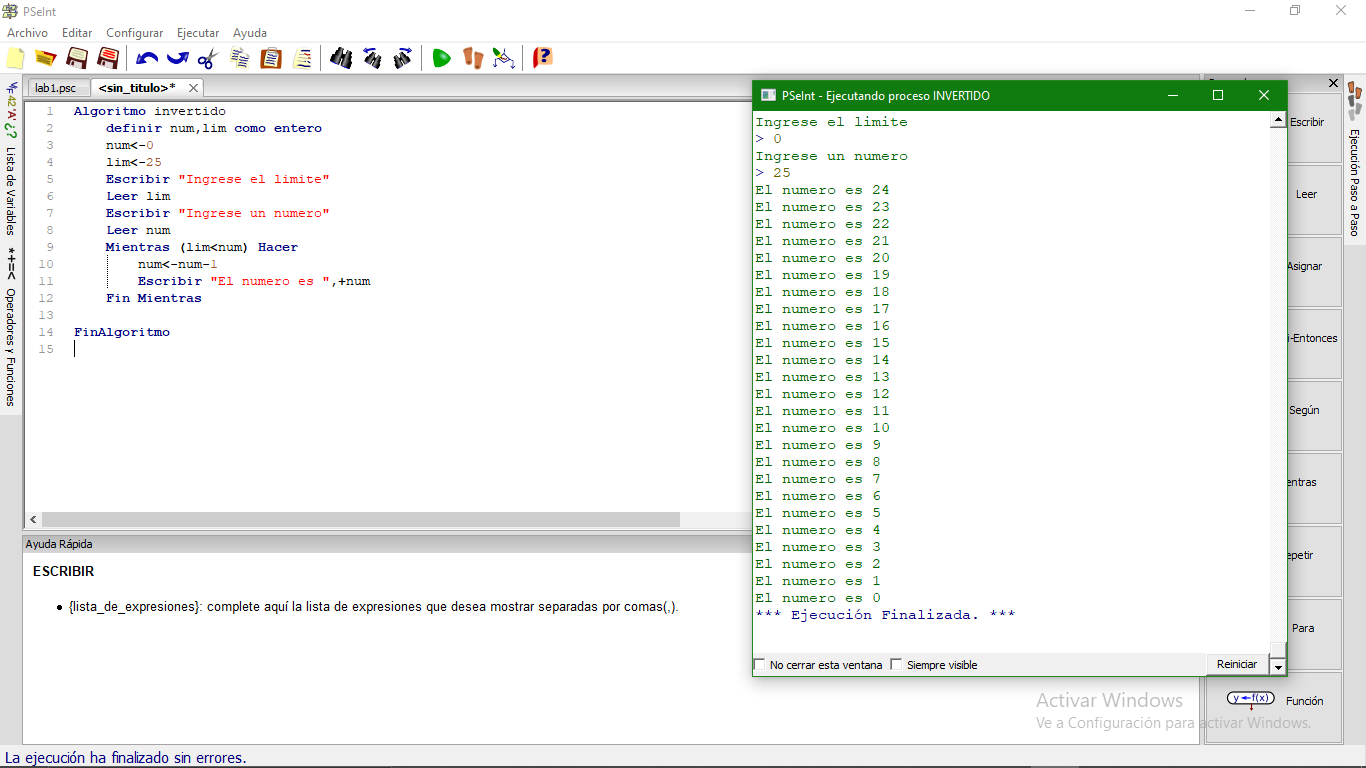 PSeInt
Archivo Editar Configurar Ejecutar Ayuda
lab1.psc <sin_titulo>*
42 'A' ¿? Lista de Variables
*+=< Operadores y Funciones
1 Algoritmo invertido
2 definir num,lim como entero
3 num<-0
4 lim<-25
5 Escribir "Ingrese el limite"
6 Leer lim
7 Escribir "Ingrese un numero"
8 Leer num
9 Mientras (lim<num) Hacer
10 num<-num-1
11 Escribir "El numero es ",+num
12 Fin Mientras
13
14 FinAlgoritmo
15
Ayuda Rápida
ESCRIBIR
• {lista_de_expresiones}: complete aquí la lista de expresiones que desea mostrar separadas por comas(,).
PSeInt - Ejecutando proceso INVERTIDO
Ingrese el limite
> 0
Ingrese un numero
> 25
El numero es 24
El numero es 23
El numero es 22
El numero es 21
El numero es 20
El numero es 19
El numero es 18
El numero es 17
El numero es 16
El numero es 15
El numero es 14
El numero es 13
El numero es 12
El numero es 11
El numero es 10
El numero es 9
El numero es 8
El numero es 7
El numero es 6
El numero es 5
El numero es 4
El numero es 3
El numero es 2
El numero es 1
El numero es 0
*** Ejecución Finalizada. ***
No cerrar esta ventana Siempre visible Reiniciar
Escribir
Leer
Asignar
i-Entonces
Según
entras
epetir
Para
y←f(x) Función
Ejecución Paso a Paso
Activar Windows
Ve a Configuración para activar Windows.
La ejecución ha finalizado sin errores.